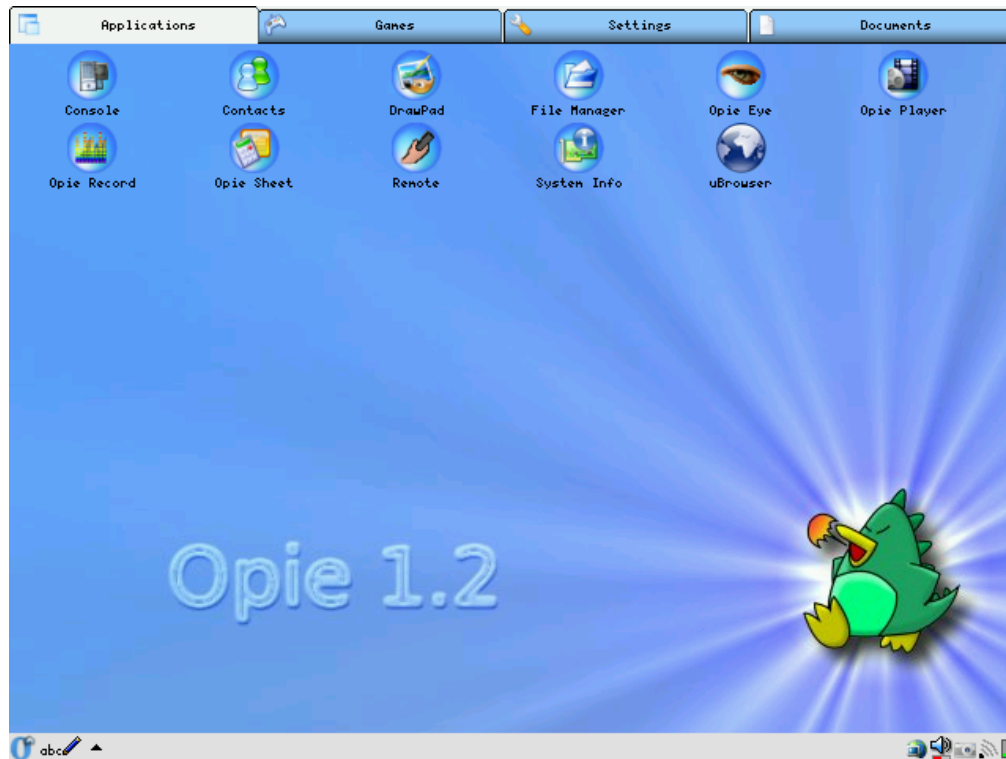 Applications Games Settings Documents
Console Contacts DrawPad File Manager Opie Eye Opie Player
Opie Record Opie Sheet Remote System Info uBrowser
Opie 1.2
abc